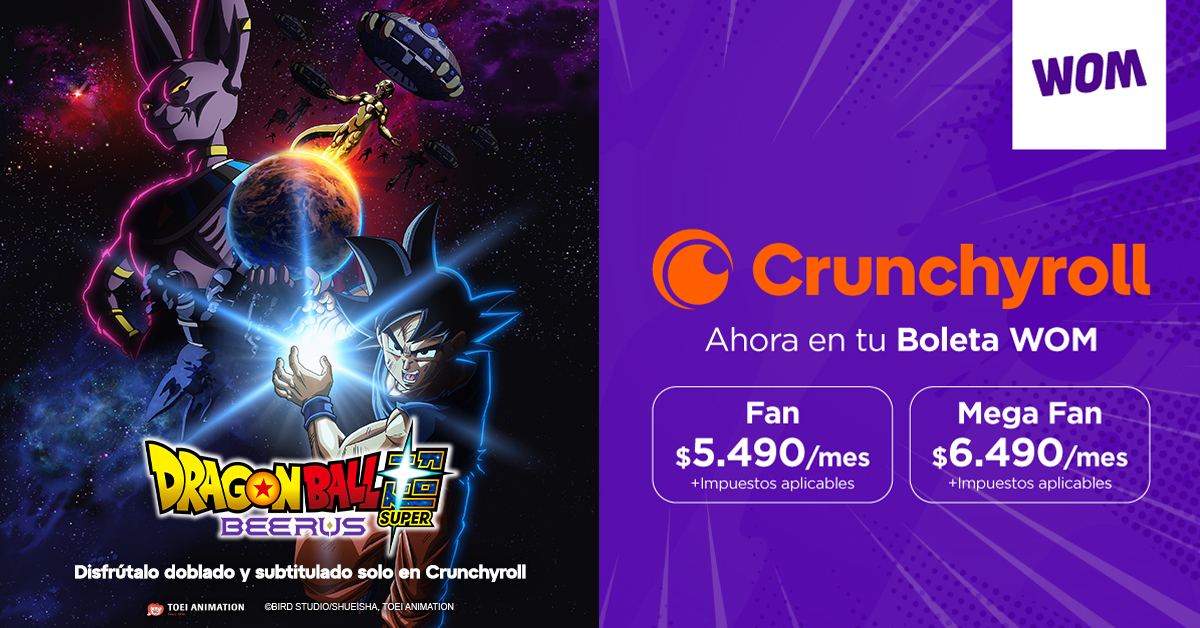 DRAGON BALL
SUPER
BEERUS
Disfrútalo doblado y subtitulado solo en Crunchyroll
TOEI ANIMATION
©BIRD STUDIO/SHUEISHA, TOEI ANIMATION
WOM
Crunchyroll
Ahora en tu Boleta WOM
Fan
$5.490/mes
+Impuestos aplicables
Mega Fan
$6.490/mes
+Impuestos aplicables